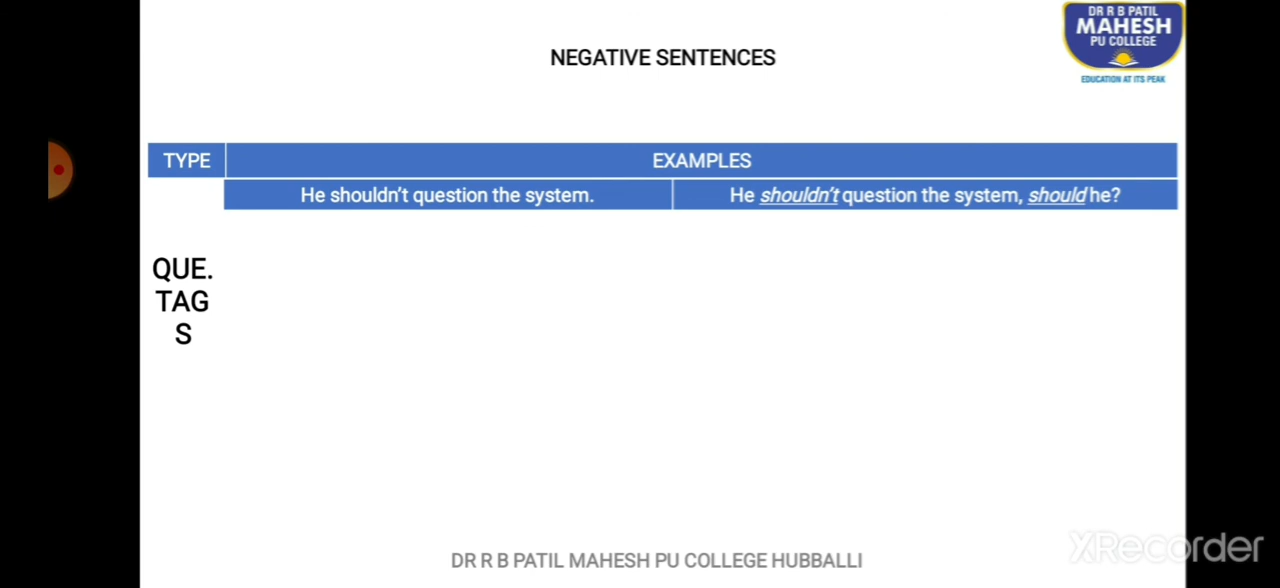 DR R B PATIL
MAHESH
PU COLLEGE
EDUCATION AT ITS PEAK
NEGATIVE SENTENCES
TYPE EXAMPLES
He shouldn't question the system. He shouldn't question the system, should he?
QUE.
TAG
S
DR R B PATIL MAHESH PU COLLEGE HUBBALLI
XRecorder